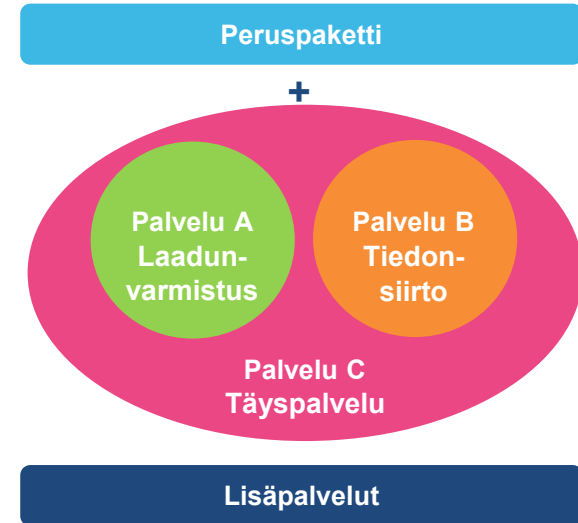 Peruspaketti
+
Palvelu A
Laadun-
varmistus
Palvelu B
Tiedon-
siirto
Palvelu C
Täyspalvelu
Lisäpalvelut